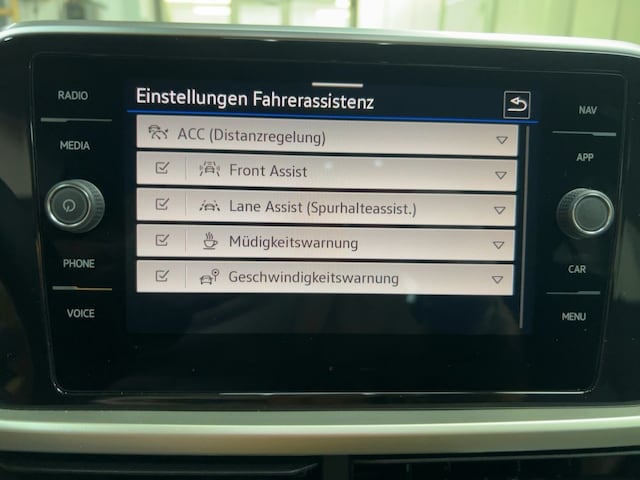 Einstellungen Fahrerassistenz
ACC (Distanzregelung)
Front Assist
Lane Assist (Spurhalteassist.)
Müdigkeitswarnung
Geschwindigkeitswarnung
RADIO
MEDIA
PHONE
VOICE
NAV
APP
CAR
MENU